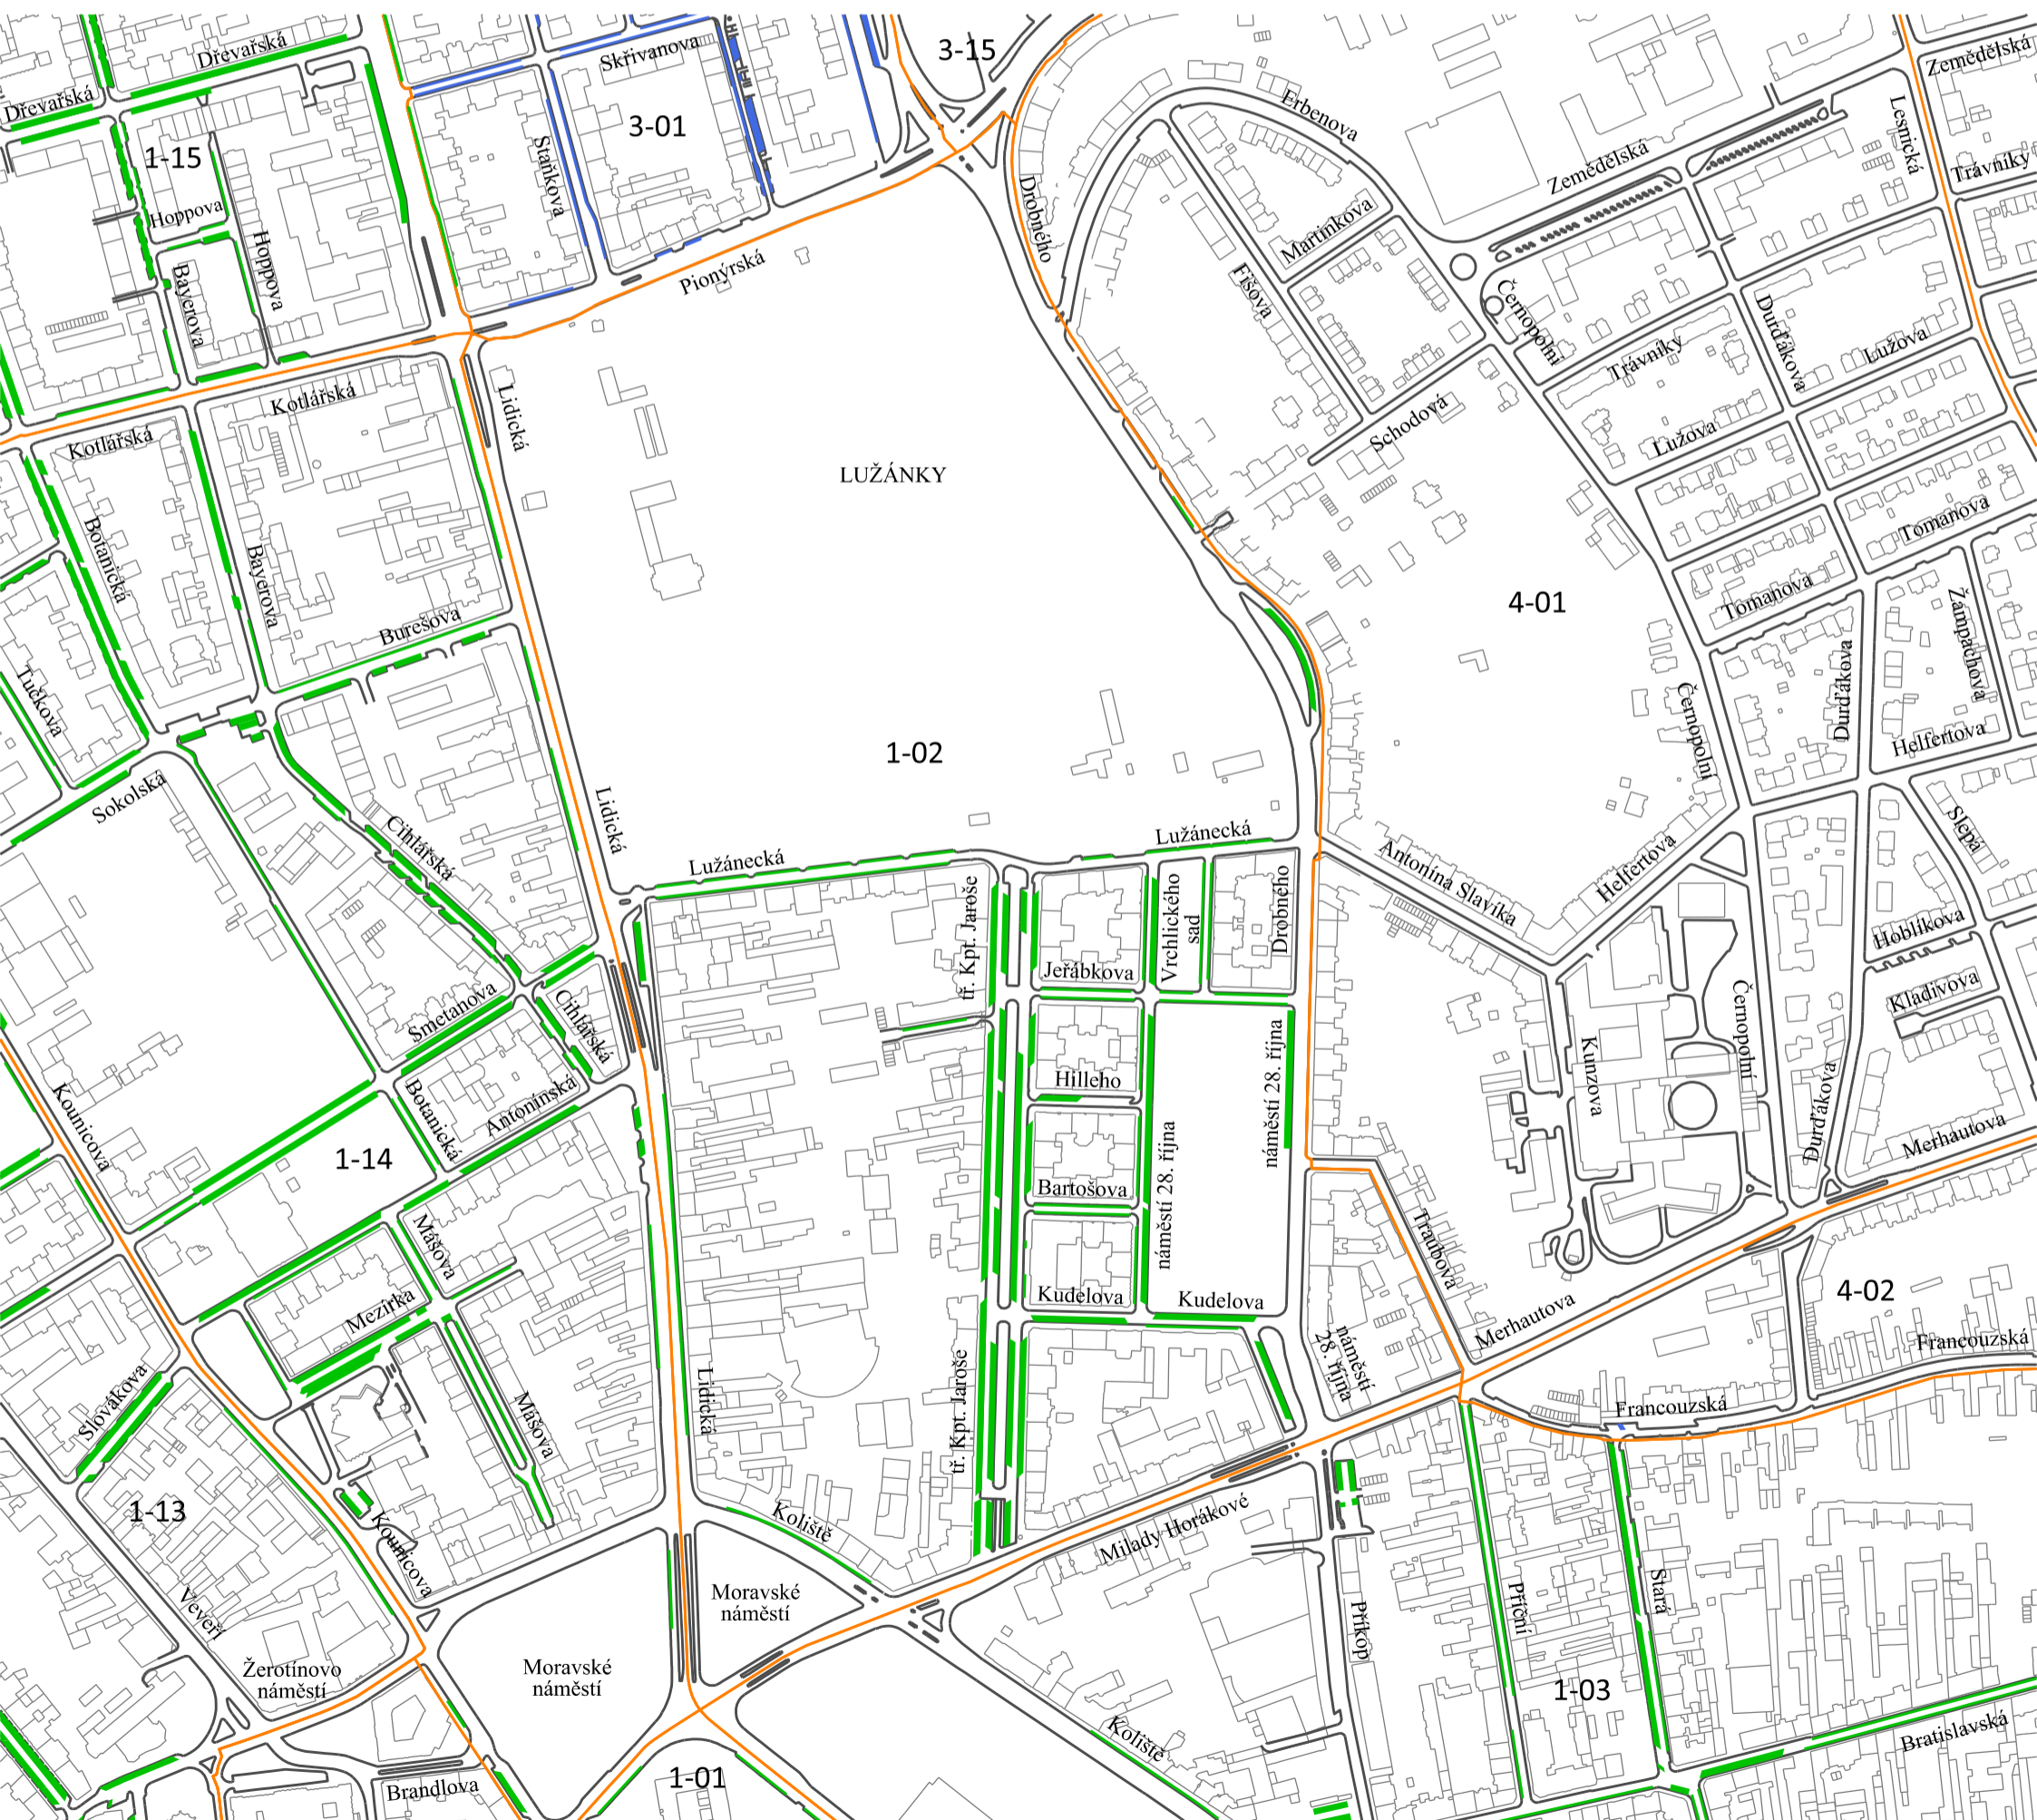 Dřevařská
Skřivanova
3-15
Zemědělská
Dřevařská
3-01
Erbenova
Lesnická
1-15
Staňkova
Zemědělská
Trávníky
Hoppova
Drobného
Martinkova
Hoppova
Bayerova
Pionýrská
Fišova
Černopolní
Durďákova
Lužova
Trávníky
Kotlářská
Lidická
Schodová
Kotlářská
Lužova
LUŽÁNKY
Botanická
Tomanova
Bayerova
Tomanova
Burešova
4-01
Žampachova
Tučkova
Durďákova
Černopolní
Helfertova
1-02
Sokolská
Lidická
Cihlářská
Lužánecká
Lužánecká
Slepá
Antonína Slavíka
Helfertova
tř. Kpt. Jaroše
Vrchlického
sad
Drobného
Hoblíkova
Jeřábkova
Smetanova
Cihlářská
Kladivova
Černopolní
Kounicova
Botanická
Antonínská
Hilleho
náměstí 28. října
Kunzova
Durďákova
Merhautova
1-14
Bartošova
náměstí 28. října
Mášova
Traubova
Mezírka
Kudelova
Kudelova
4-02
Merhautova
Francouzská
náměstí
28. října
Slovákova
Mášova
Lidická
tř. Kpt. Jaroše
Francouzská
1-13
Kounicova
Koliště
Milady Horákové
Veveří
Moravské
náměstí
Příkop
Příční
Stará
Žerotínovo
náměstí
Moravské
náměstí
1-03
Koliště
Bratislavská
Brandlova
1-01